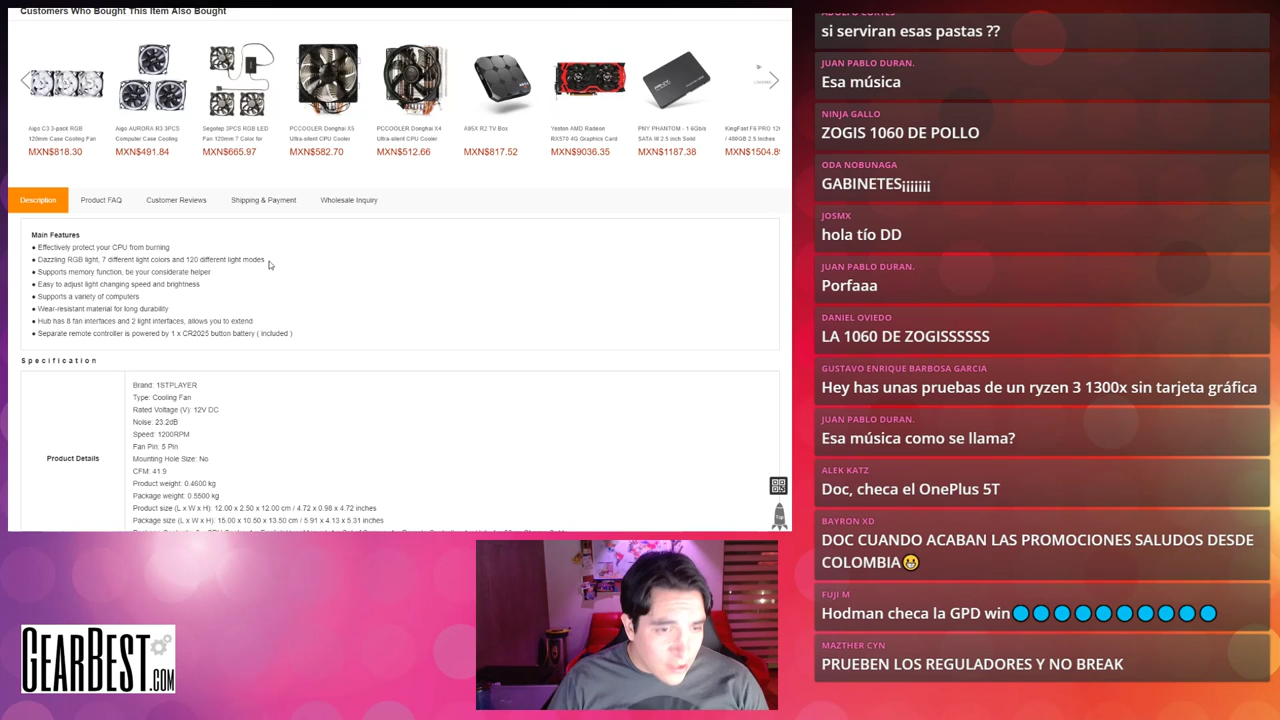 Customers Who Bought This Item Also Bought
Aigo C3 3-pack RGB
120mm Case Cooling Fan
MXN$818.30
Aigo AURORA R3 3PCS
Computer Case Cooling
MXN$491.84
Segotep 3PCS RGB LED
Fan 120mm 7 Color for
MXN$665.97
PCCOOLER Donghai X5
Ultra-silent CPU Cooler
MXN$582.70
PCCOOLER Donghai X4
Ultra-silent CPU Cooler
MXN$512.66
A95X R2 TV Box
MXN$817.52
Yeston AMD Radeon
RX570 4G Graphics Card
MXN$9036.35
PNY PHANTOM - 1 6Gb/s
SATA III 2.5 inch Solid
MXN$1187.38
KingFast F6 PRO
/ 480GB 2.5 Inches
MXN$1504.8
Description
Product FAQ
Customer Reviews
Shipping & Payment
Wholesale Inquiry
Main Features
● Effectively protect your CPU from burning
● Dazzling RGB light, 7 different light colors and 120 different light modes
● Supports memory function, be your considerate helper
● Easy to adjust light changing speed and brightness
● Supports a variety of computers
● Wear-resistant material for long durability
● Hub has 8 fan interfaces and 2 light interfaces, allows you to extend
● Separate remote controller is powered by 1 x CR2025 button battery ( included )
Specification
Product Details
Brand: 1STPLAYER
Type: Cooling Fan
Rated Voltage (V): 12V DC
Noise: 23.2dB
Speed: 1200RPM
Fan Pin: 5 Pin
Mounting Hole Size: No
CFM: 41.9
Product weight: 0.4600 kg
Package weight: 0.5500 kg
Product size (L x W x H): 12.00 x 2.50 x 12.00 cm / 4.72 x 0.98 x 4.72 inches
Package size (L x W x H): 15.00 x 10.50 x 13.50 cm / 5.91 x 4.13 x 5.31 inches
Top
GEARBEST.COM
ADOLFO CORTES
si serviran esas pastas ??
JUAN PABLO DURAN.
Esa música
NINJA GALLO
ZOGIS 1060 DE POLLO
ODA NOBUNAGA
GABINETES¡¡¡¡¡¡
JOSMX
hola tío DD
JUAN PABLO DURAN.
Porfaaa
DANIEL OVIEDO
LA 1060 DE ZOGISSSSSS
GUSTAVO ENRIQUE BARBOSA GARCIA
Hey has unas pruebas de un ryzen 3 1300x sin tarjeta gráfica
JUAN PABLO DURAN.
Esa música como se llama?
ALEK KATZ
Doc, checa el OnePlus 5T
BAYRON XD
DOC CUANDO ACABAN LAS PROMOCIONES SALUDOS DESDE
COLOMBIA😀
FUJI M
Hodman checa la GPD win🔵🔵🔵🔵🔵🔵🔵🔵🔵
MAZTHER CYN
PRUEBEN LOS REGULADORES Y NO BREAK